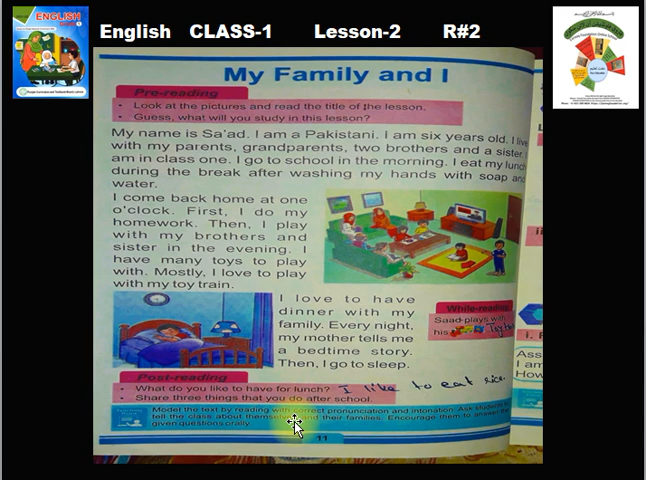 English CLASS-1 Lesson-2 R#2
ENGLISH
My Family and I
Pre-reading
• Look at the pictures and read the title of the lesson.
• Guess, what will you study in this lesson?
My name is Sa'ad. I am a Pakistani. I am six years old. I live
with my parents, grandparents, two brothers and a sister. I
am in class one. I go to school in the morning. I eat my lunch
during the break after washing my hands with soap and
water.
I come back home at one
o'clock. First, I do my
homework. Then, I play
with my brothers and
sister in the evening. I
have many toys to play
with. Mostly, I love to play
with my toy train.
I love to have
dinner with my
family. Every night,
my mother tells me
a bedtime story.
Then, I go to sleep.
While-reading
Saad plays with
his
Post-reading
• What do you like to have for lunch? I like to eat rice.
• Share three things that you do after school.
Model the text by reading with correct pronunciation and intonation. Ask students to
tell the class about themselves and their families. Encourage them to answer the
given questions orally.
11
i. F
Ass
I am
How